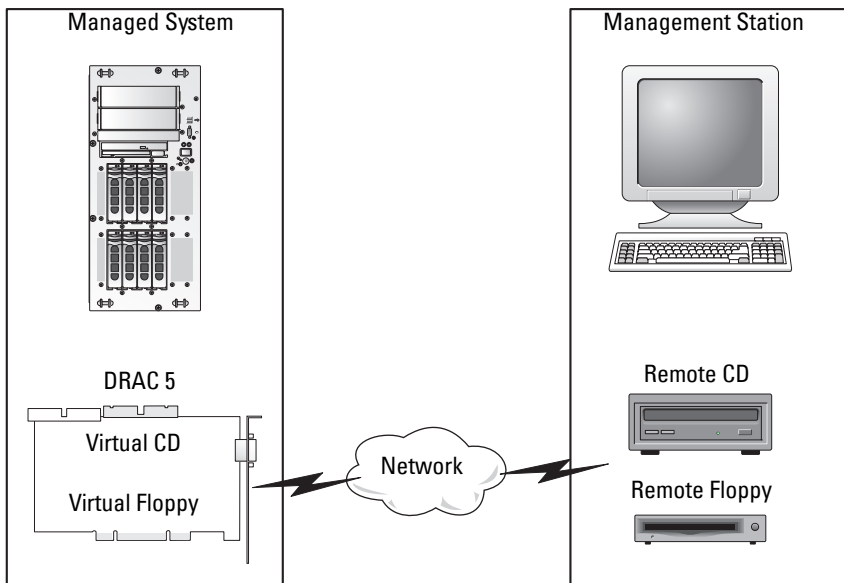 Managed System
Management Station
DRAC 5
Virtual CD
Virtual Floppy
Network
Remote CD
Remote Floppy